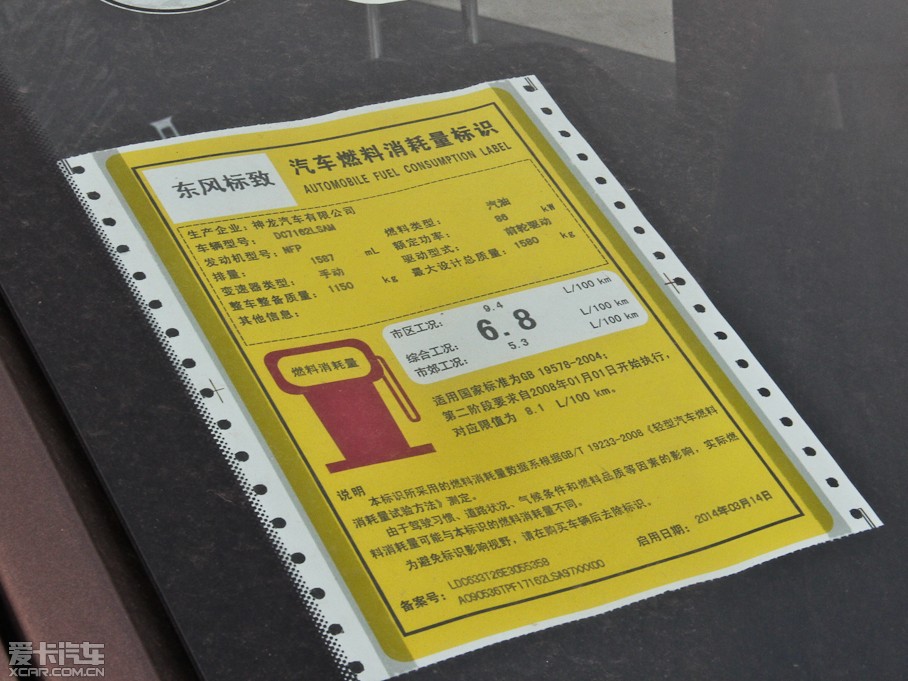 东风标致
汽车燃料消耗量标识
AUTOMOBILE FUEL CONSUMPTION LABEL
生产企业：神龙汽车有限公司
车辆型号： DC7162LSAM 燃料类型： 汽油
发动机型号：NFP 额定功率： 86 kW
排量： 1587 mL 驱动型式： 前轮驱动
变速器类型： 手动 最大设计总质量： 1580 kg
整车整备质量： 1150 kg
其他信息：
市区工况： 9.4 L/100 km
综合工况： 6.8 L/100 km
市郊工况： 5.3 L/100 km
燃料消耗量
适用国家标准为GB 19578-2004；
第二阶段要求自2008年01月01日开始执行，
对应限值为 8.1 L/100 km。
说明
本标识所采用的燃料消耗量数据系根据GB/T 19233-2008《轻型汽车燃料
消耗量试验方法》测定。
由于驾驶习惯、道路状况、气候条件和燃料品质等因素的影响，实际燃
料消耗量可能与本标识的燃料消耗量不同。
为避免标识影响视野，请在购买车辆后去除标识。
备案号：
启用日期： 2014年03月14日
爱卡汽车
XCAR.COM.CN